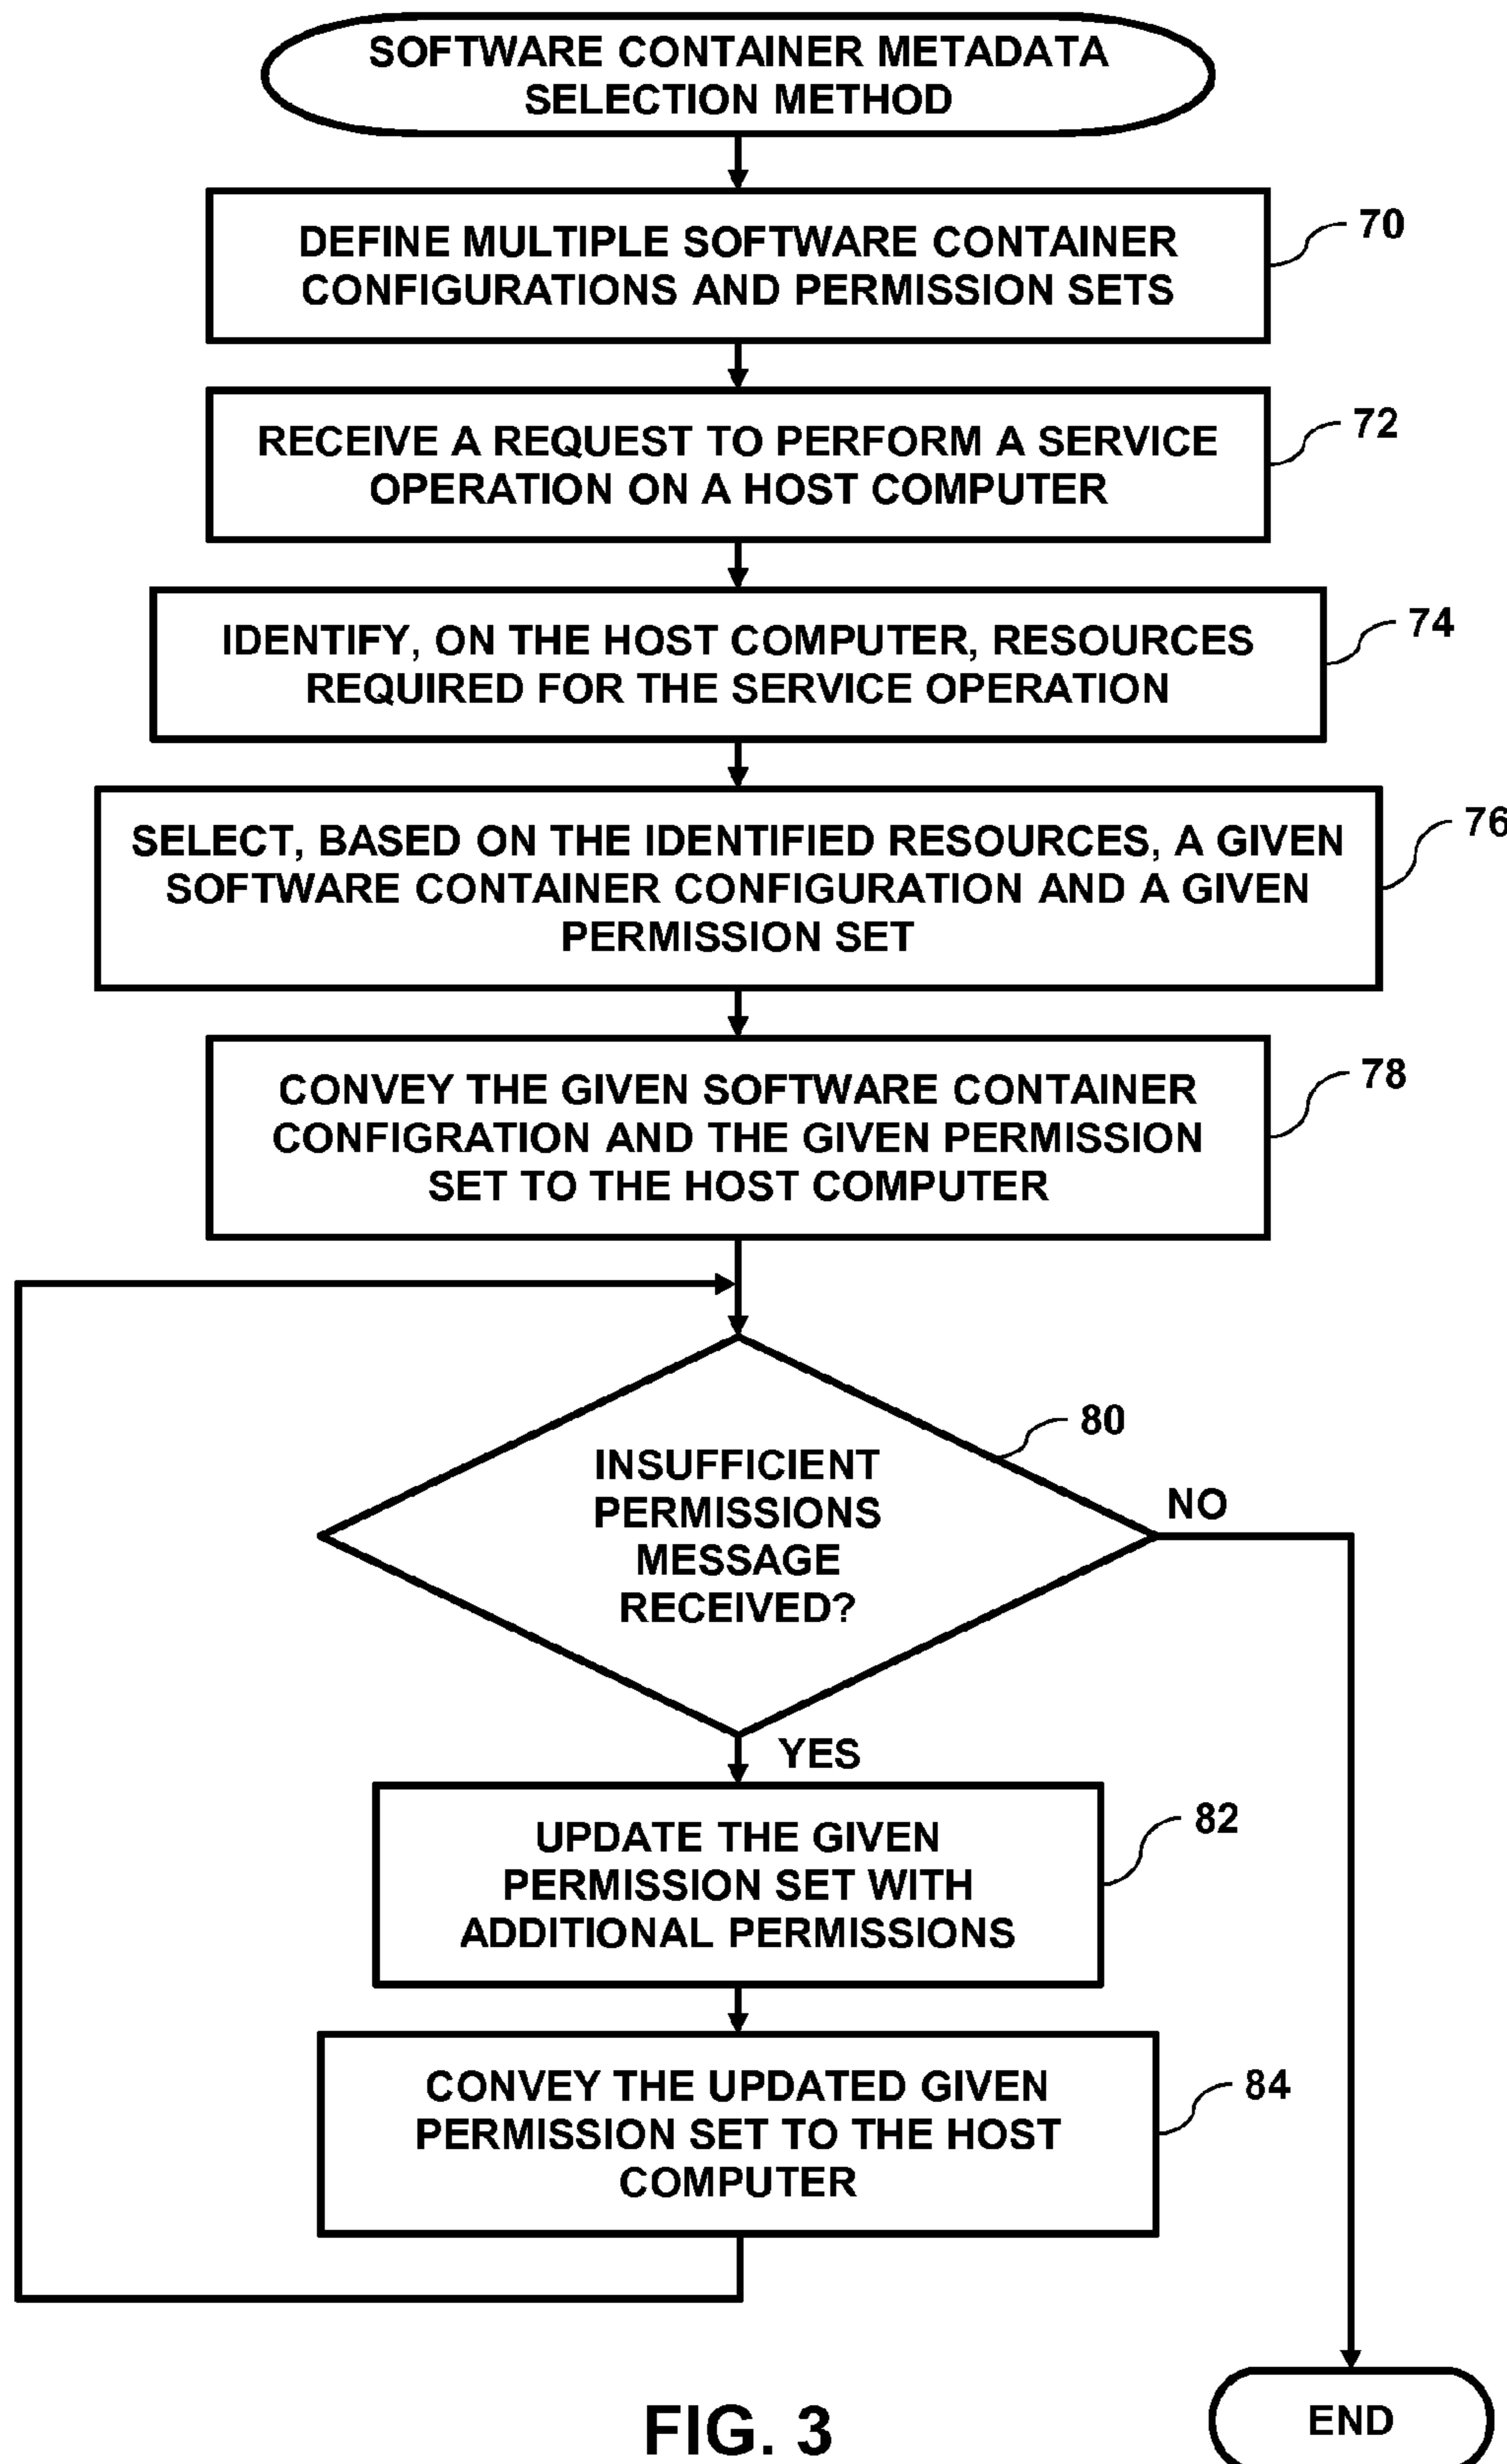 SOFTWARE CONTAINER METADATA
SELECTION METHOD
DEFINE MULTIPLE SOFTWARE CONTAINER
CONFIGURATIONS AND PERMISSION SETS
70
RECEIVE A REQUEST TO PERFORM A SERVICE
OPERATION ON A HOST COMPUTER
72
IDENTIFY, ON THE HOST COMPUTER, RESOURCES
REQUIRED FOR THE SERVICE OPERATION
74
SELECT, BASED ON THE IDENTIFIED RESOURCES, A GIVEN
SOFTWARE CONTAINER CONFIGURATION AND A GIVEN
PERMISSION SET
76
CONVEY THE GIVEN SOFTWARE CONTAINER
CONFIGRATION AND THE GIVEN PERMISSION
SET TO THE HOST COMPUTER
78
INSUFFICIENT
PERMISSIONS
MESSAGE
RECEIVED?
80
NO
YES
UPDATE THE GIVEN
PERMISSION SET WITH
ADDITIONAL PERMISSIONS
82
CONVEY THE UPDATED GIVEN
PERMISSION SET TO THE HOST
COMPUTER
84
END
FIG. 3